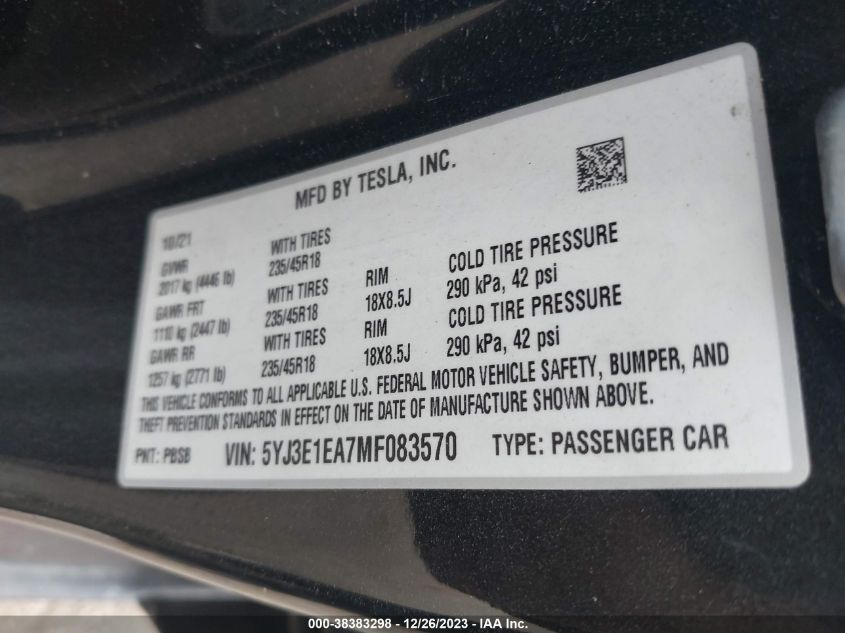 MFD BY TESLA, INC.
10/21
GVWR WITH TIRES
2017 kg (4446 lb) 235/45R18 RIM COLD TIRE PRESSURE
GAWR FRT WITH TIRES 18X8.5J 290 kPa, 42 psi
1110 kg (2447 lb) 235/45R18 RIM COLD TIRE PRESSURE
GAWR RR WITH TIRES 18X8.5J 290 kPa, 42 psi
1257 kg (2771 lb) 235/45R18
THIS VEHICLE CONFORMS TO ALL APPLICABLE U.S. FEDERAL MOTOR VEHICLE SAFETY, BUMPER, AND
THEFT PREVENTION STANDARDS IN EFFECT ON THE DATE OF MANUFACTURE SHOWN ABOVE.
PNT: PBSB VIN: 5YJ3E1EA7MF083570 TYPE: PASSENGER CAR
000-38383298 - 12/26/2023 - IAA Inc.